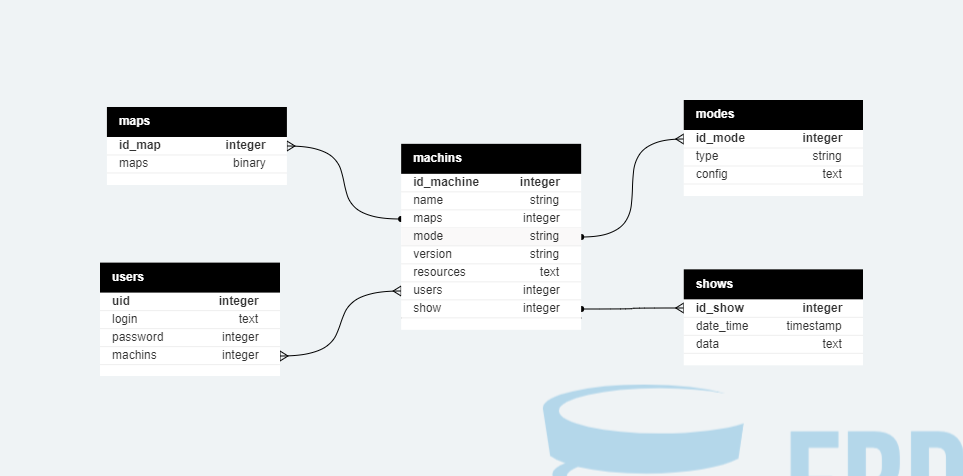 maps
id_map integer
maps binary
users
uid integer
login text
password integer
machins integer
machins
id_machine integer
name string
maps integer
mode string
version string
resources text
users integer
show integer
modes
id_mode integer
type string
config text
shows
id_show integer
date_time timestamp
data text